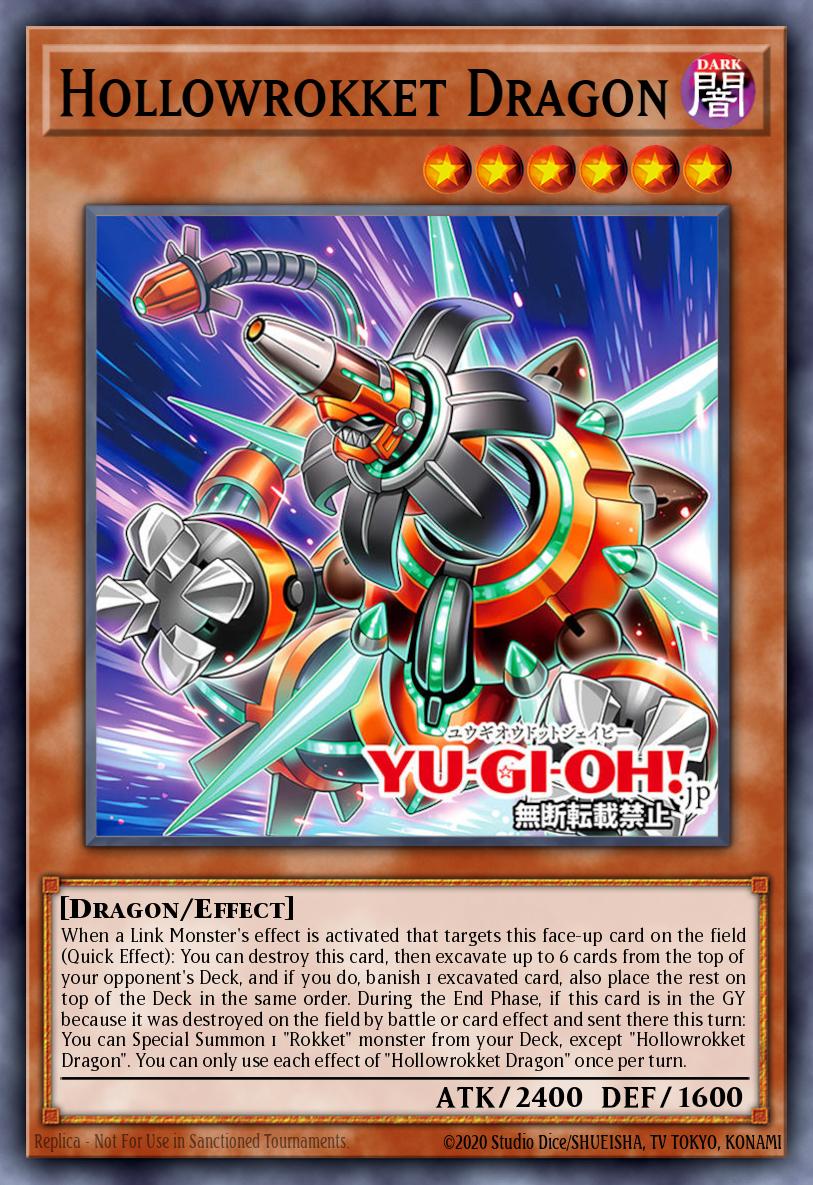 HOLLOWROKKET DRAGON
DARK
闇
ユウギオウドットジェイピー
YU-GI-OH!.jp
無断転載禁止
[DRAGON/EFFECT]
When a Link Monster's effect is activated that targets this face-up card on the field
(Quick Effect): You can destroy this card, then excavate up to 6 cards from the top of
your opponent's Deck, and if you do, banish 1 excavated card, also place the rest on
top of the Deck in the same order. During the End Phase, if this card is in the GY
because it was destroyed on the field by battle or card effect and sent there this turn:
You can Special Summon 1 "Rokket" monster from your Deck, except "Hollowrokket
Dragon". You can only use each effect of "Hollowrokket Dragon" once per turn.
ATK/2400 DEF/1600
Replica - Not For Use in Sanctioned Tournaments.
©2020 Studio Dice/SHUEISHA, TV TOKYO, KONAMI